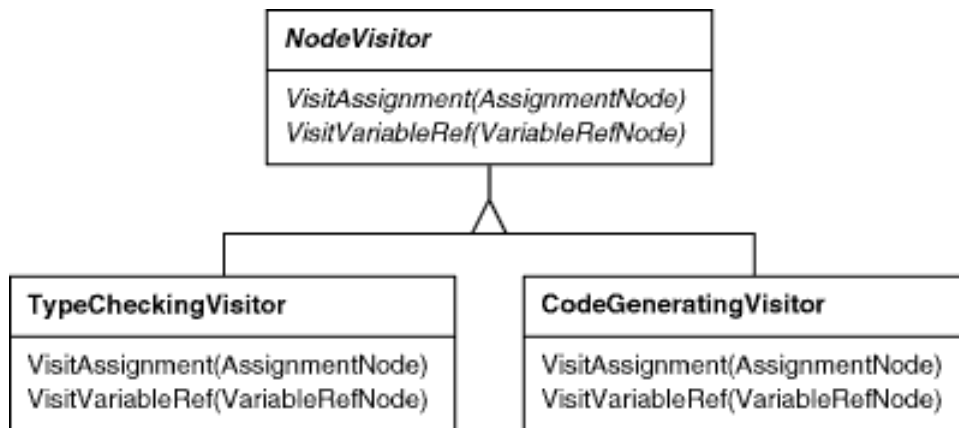 NodeVisitor
VisitAssignment(AssignmentNode)
VisitVariableRef(VariableRefNode)
TypeCheckingVisitor
VisitAssignment(AssignmentNode)
VisitVariableRef(VariableRefNode)
CodeGeneratingVisitor
VisitAssignment(AssignmentNode)
VisitVariableRef(VariableRefNode)